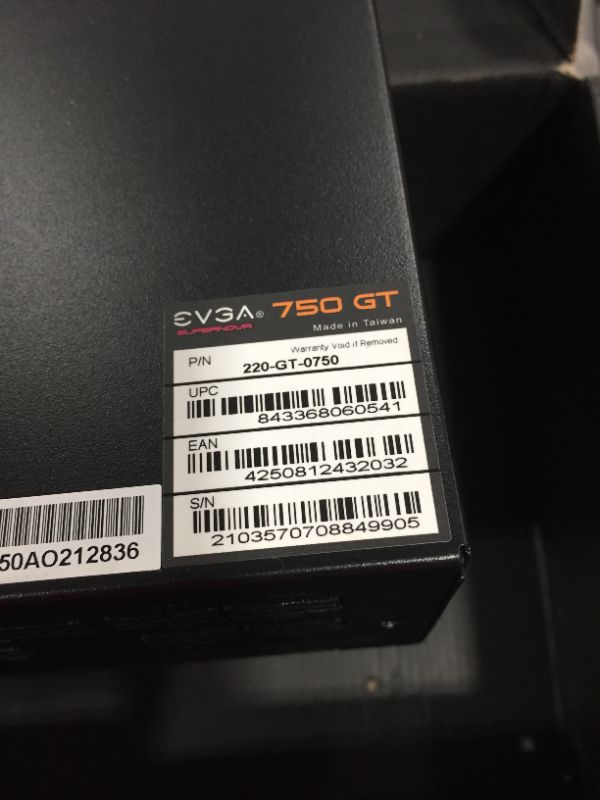 EVGA® 750 GT
SUPERNOVA
Made in Taiwan
Warranty Void if Removed
P/N 220-GT-0750
UPC
843368060541
EAN
4250812432032
S/N
2103570708849905
50AO212836